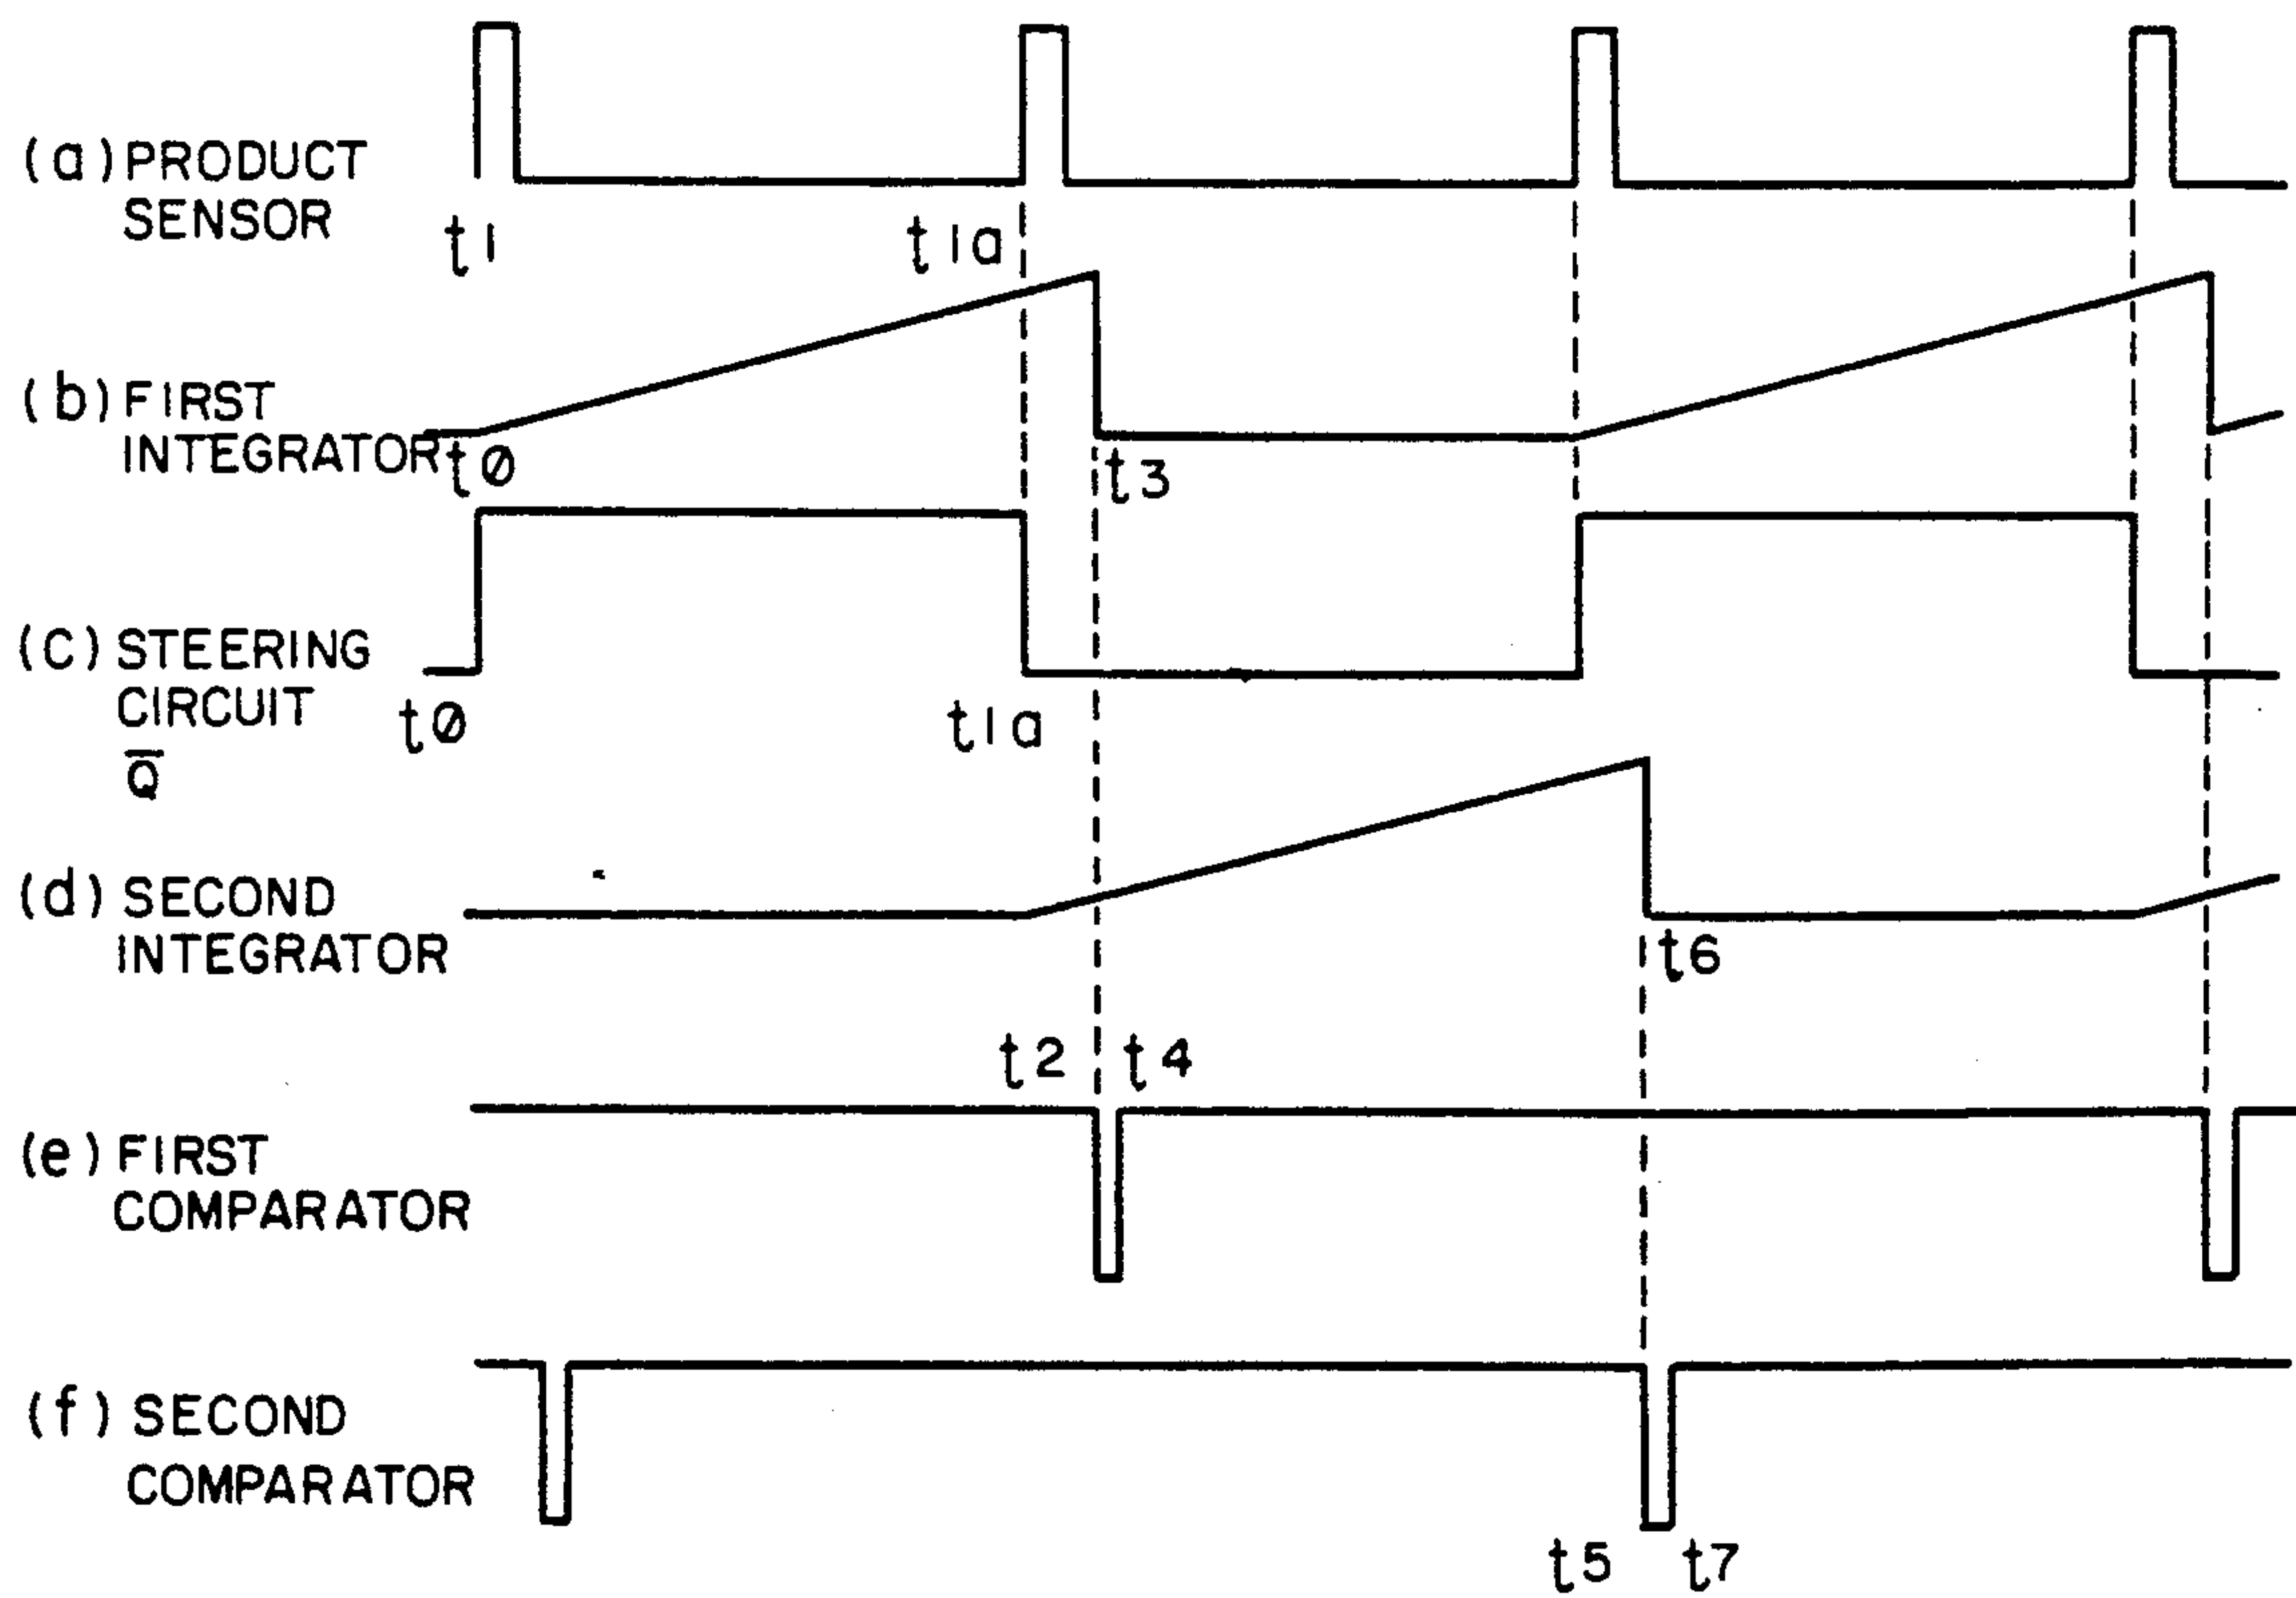 (a) PRODUCT
SENSOR
t1
t1a
(b) FIRST
INTEGRATOR
t0
t3
(c) STEERING
CIRCUIT
Q̅
t0
t1a
(d) SECOND
INTEGRATOR
t6
t2
t4
(e) FIRST
COMPARATOR
(f) SECOND
COMPARATOR
t5
t7